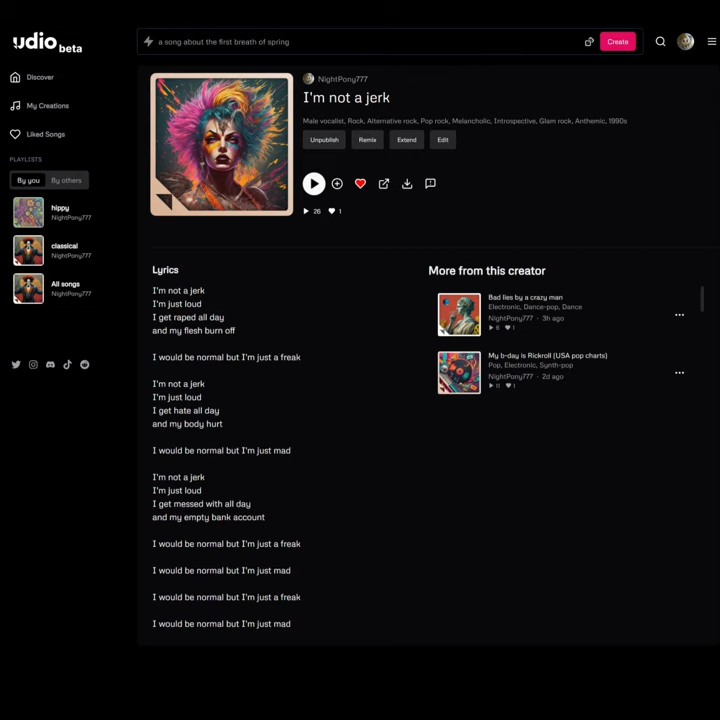 udio beta
a song about the first breath of spring
Create
Discover
My Creations
Liked Songs
PLAYLISTS
By you
By others
hippy
NightPony777
classical
NightPony777
All songs
NightPony777
NightPony777
I'm not a jerk
Male vocalist, Rock, Alternative rock, Pop rock, Melancholic, Introspective, Glam rock, Anthemic, 1990s
Unpublish
Remix
Extend
Edit
26
1
Lyrics
I'm not a jerk
I'm just loud
I get raped all day
and my flesh burn off
I would be normal but I'm just a freak
I'm not a jerk
I'm just loud
I get hate all day
and my body hurt
I would be normal but I'm just mad
I'm not a jerk
I'm just loud
I get messed with all day
and my empty bank account
I would be normal but I'm just a freak
I would be normal but I'm just mad
I would be normal but I'm just a freak
I would be normal but I'm just mad
More from this creator
Bad lies by a crazy man
Electronic, Dance-pop, Dance
NightPony777 · 3h ago
6 1
My b-day is Rickroll (USA pop charts)
Pop, Electronic, Synth-pop
NightPony777 · 2d ago
11 1